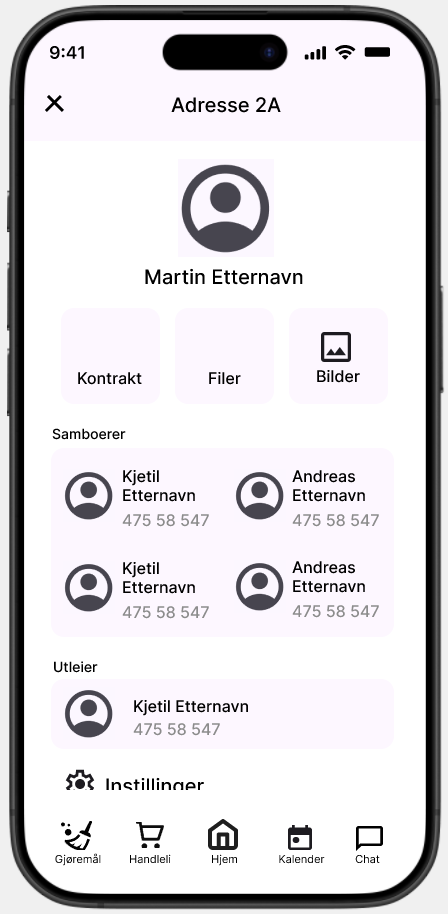 9:41
Adresse 2A
Martin Etternavn
Kontrakt
Filer
Bilder
Samboerer
Kjetil
Etternavn
475 58 547
Andreas
Etternavn
475 58 547
Kjetil
Etternavn
475 58 547
Andreas
Etternavn
475 58 547
Utleier
Kjetil Etternavn
475 58 547
Instillinger
Gjøremål
Handleli
Hjem
Kalender
Chat